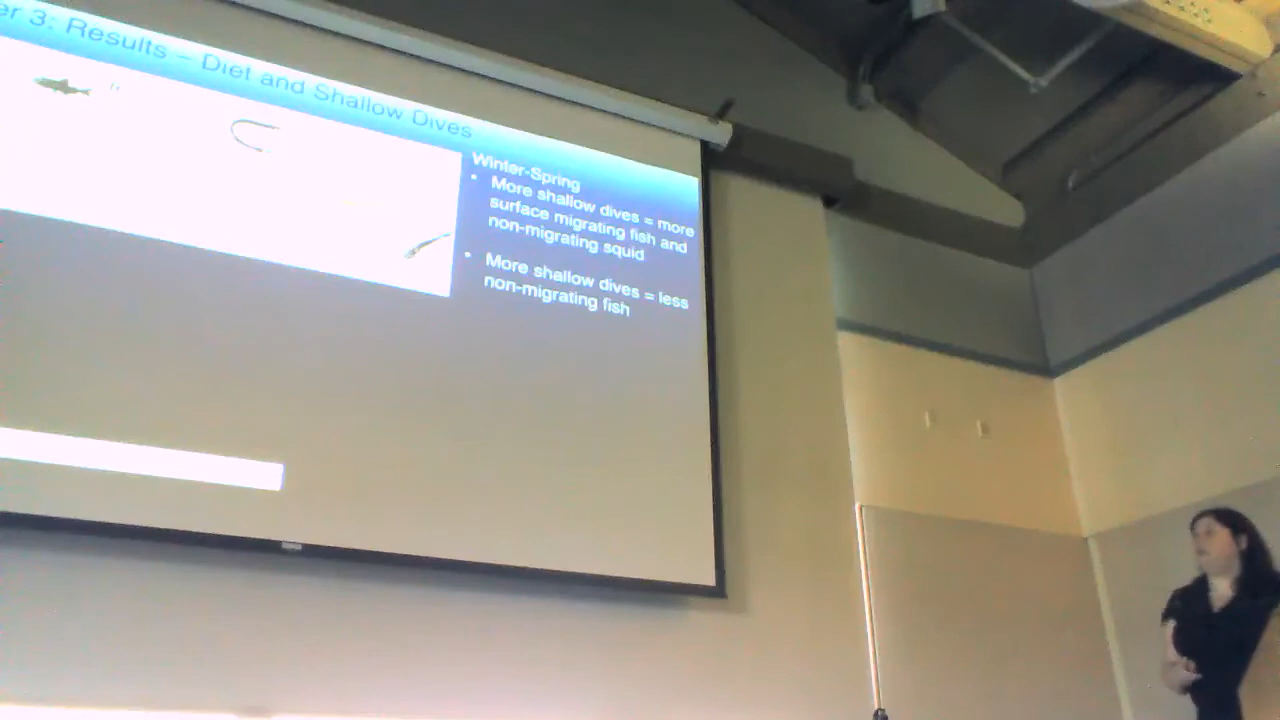 er 3: Results – Diet and Shallow Dives
Winter-Spring
• More shallow dives = more
surface migrating fish and
non-migrating squid
• More shallow dives = less
non-migrating fish